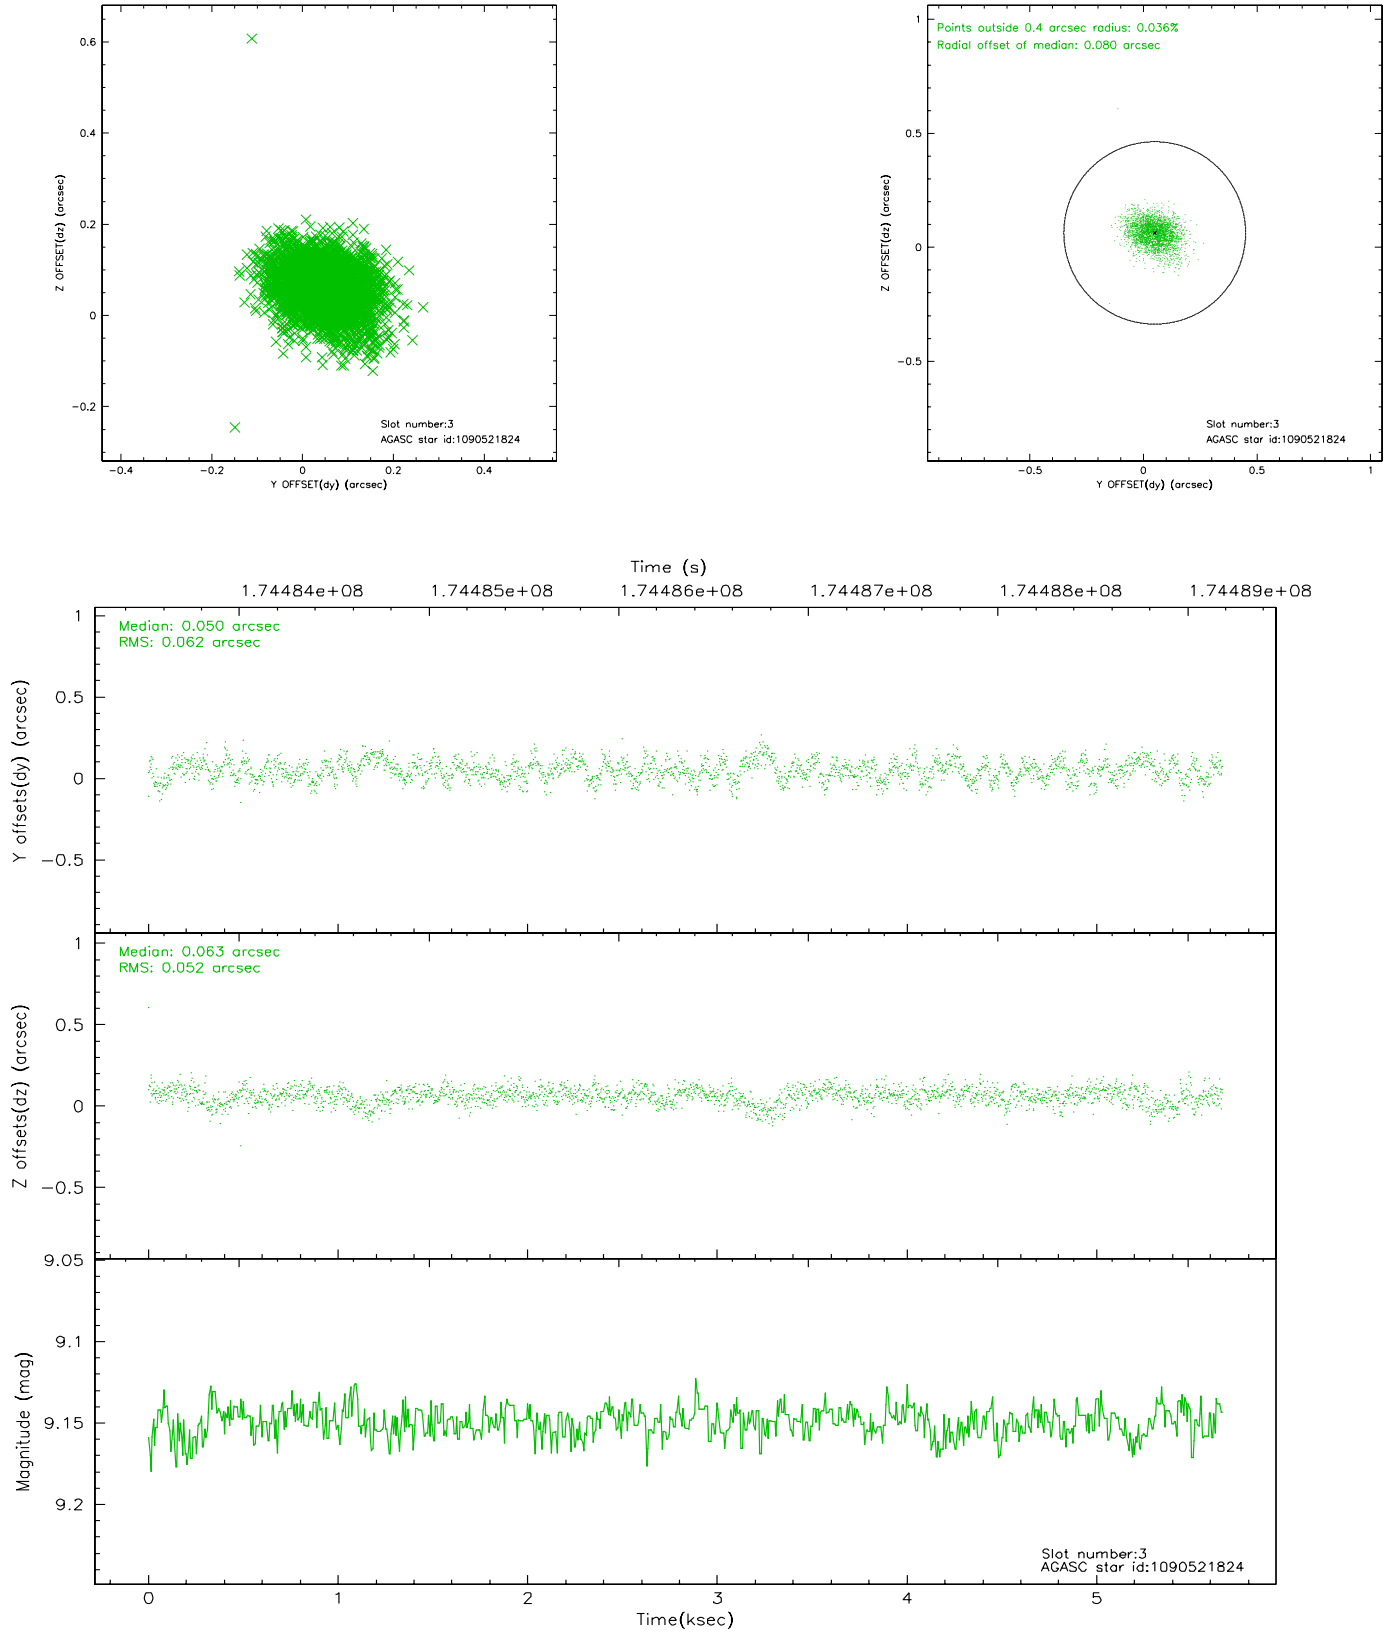 0.6
0.4
0.2
0
−0.2
Z OFFSET(dz) (arcsec)
Slot number:3
AGASC star id:1090521824
−0.4 −0.2 0 0.2 0.4
Y OFFSET(dy) (arcsec)
Points outside 0.4 arcsec radius: 0.036%
Radial offset of median: 0.080 arcsec
1
0.5
0
−0.5
Z OFFSET(dz) (arcsec)
Slot number:3
AGASC star id:1090521824
−0.5 0 0.5 1
Y OFFSET(dy) (arcsec)
Time (s)
1.74484e+08 1.74485e+08 1.74486e+08 1.74487e+08 1.74488e+08 1.74489e+08
Median: 0.050 arcsec
RMS: 0.062 arcsec
1
0.5
0
−0.5
Y offsets(dy) (arcsec)
Median: 0.063 arcsec
RMS: 0.052 arcsec
1
0.5
0
−0.5
Z offsets(dz) (arcsec)
9.05
9.1
9.15
9.2
Magnitude (mag)
Slot number:3
AGASC star id:1090521824
0 1 2 3 4 5
Time(ksec)